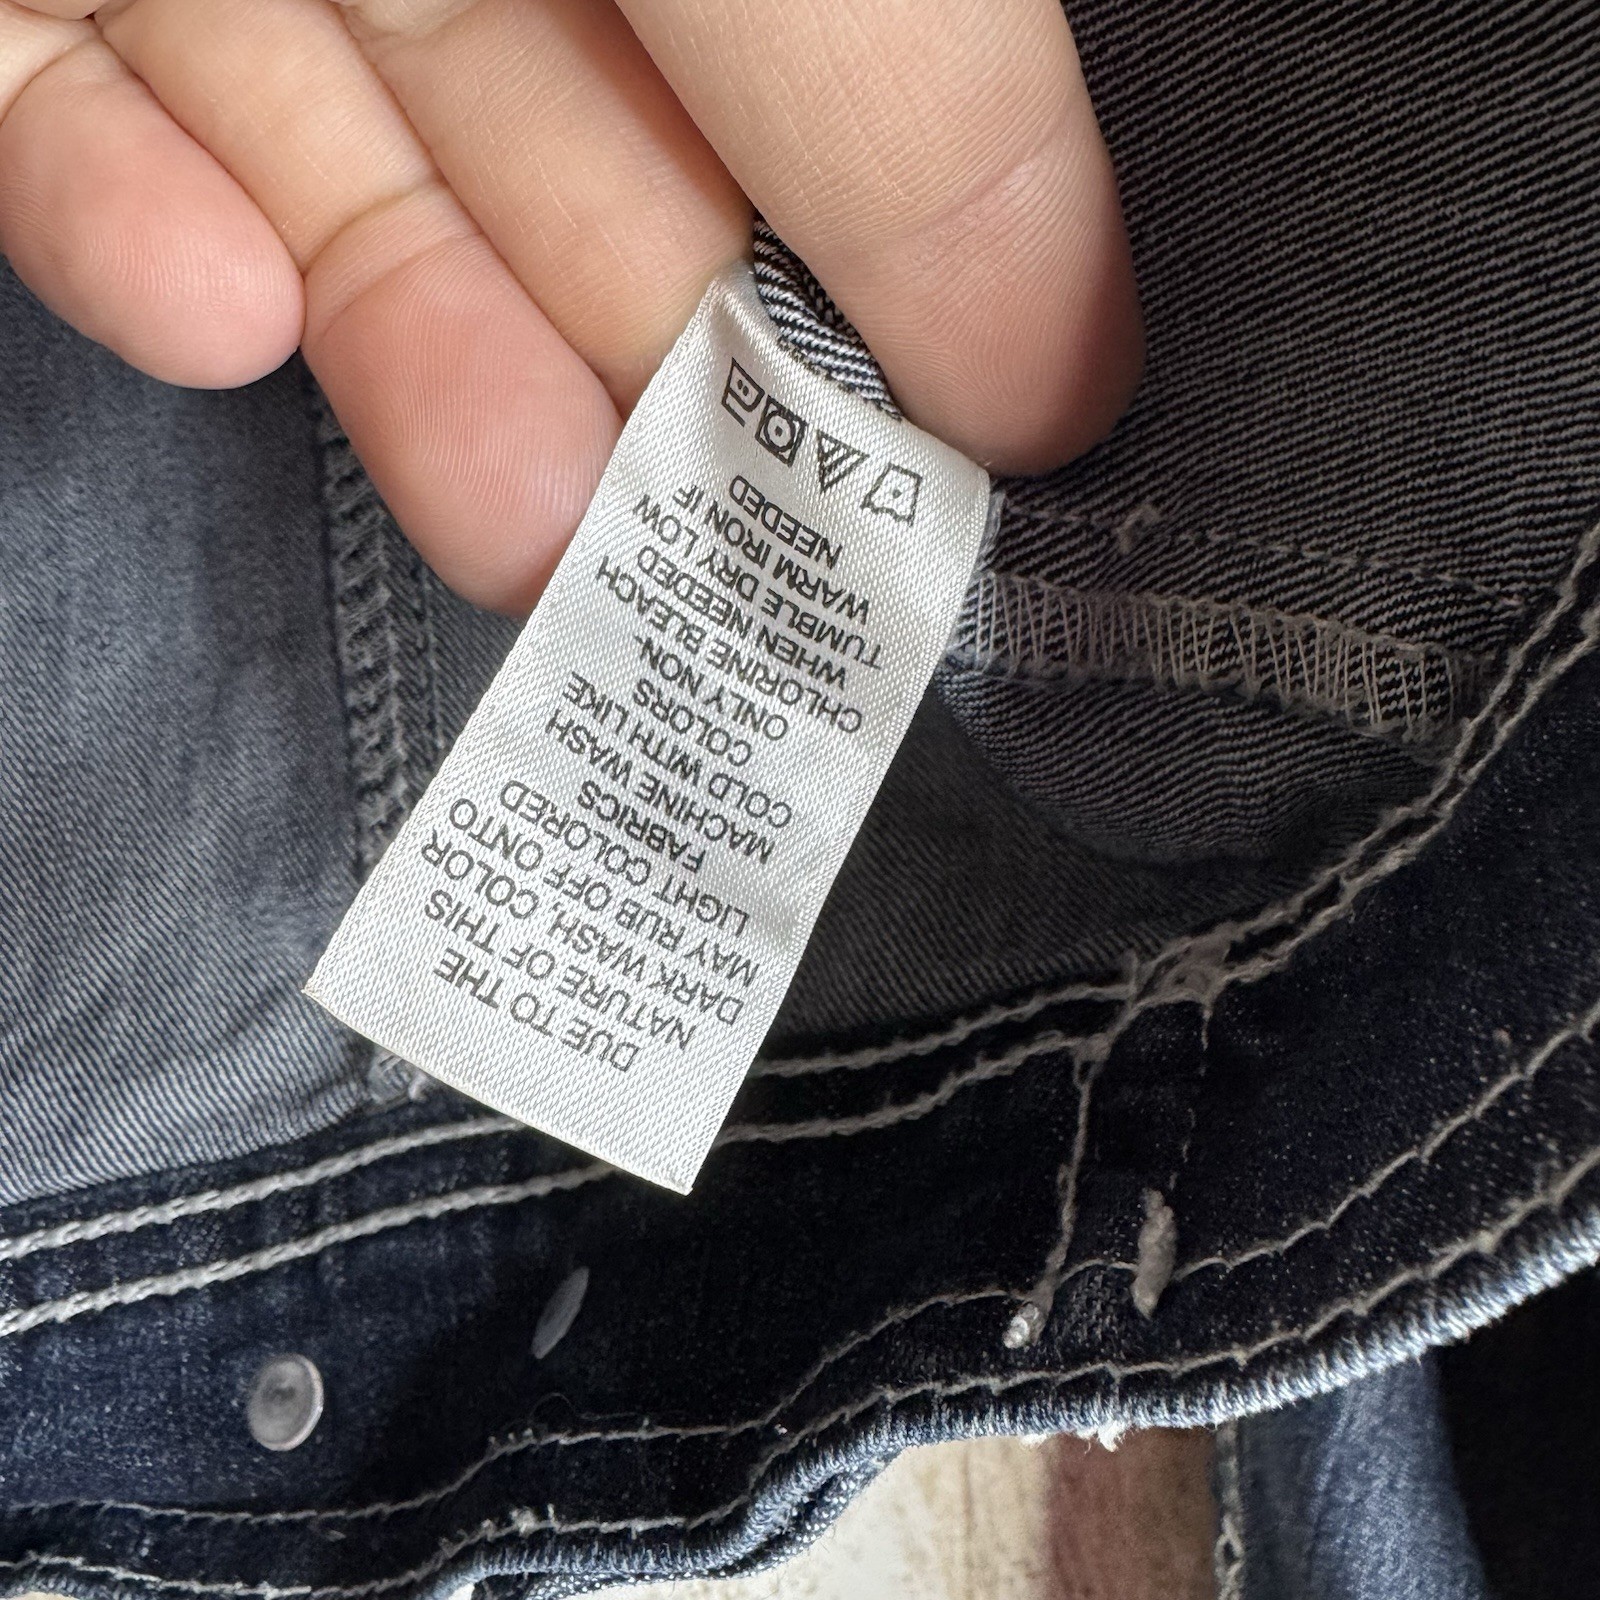 DUE TO THE
NATURE OF THIS
DARK WASH, COLOR
MAY RUB OFF ONTO
LIGHT COLORED
FABRICS
MACHINE WASH
COLD WITH LIKE
COLORS
ONLY NON-
CHLORINE BLEACH
WHEN NEEDED
TUMBLE DRY LOW
WARM IRON IF
NEEDED